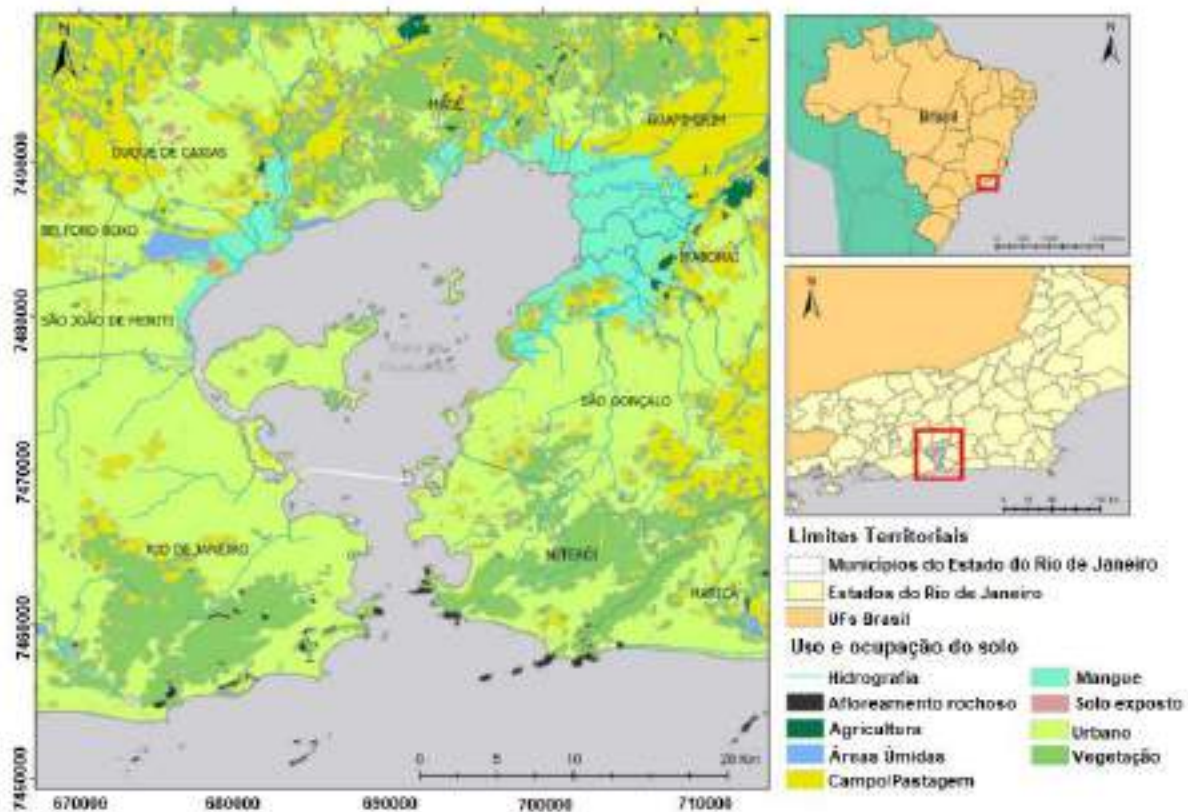 N
MAGÉ
GUAPIMIRIM
DUQUE DE CAXIAS
BELFORD ROXO
ITABORAÍ
SÃO JOÃO DE MERITI
SÃO GONÇALO
RIO DE JANEIRO
NITERÓI
MARICÁ
0 5 10 20 Km
7490000
7480000
7470000
7460000
7450000
670000 680000 690000 700000 710000
N
Brasil
N
Limites Territoriais
Municípios do Estado do Rio de Janeiro
Estados do Rio de Janeiro
UFs Brasil
Uso e ocupação do solo
Hidrografia
Afloreamento rochoso
Agricultura
Áreas Úmidas
Campo/Pastagem
Mangue
Solo exposto
Urbano
Vegetação